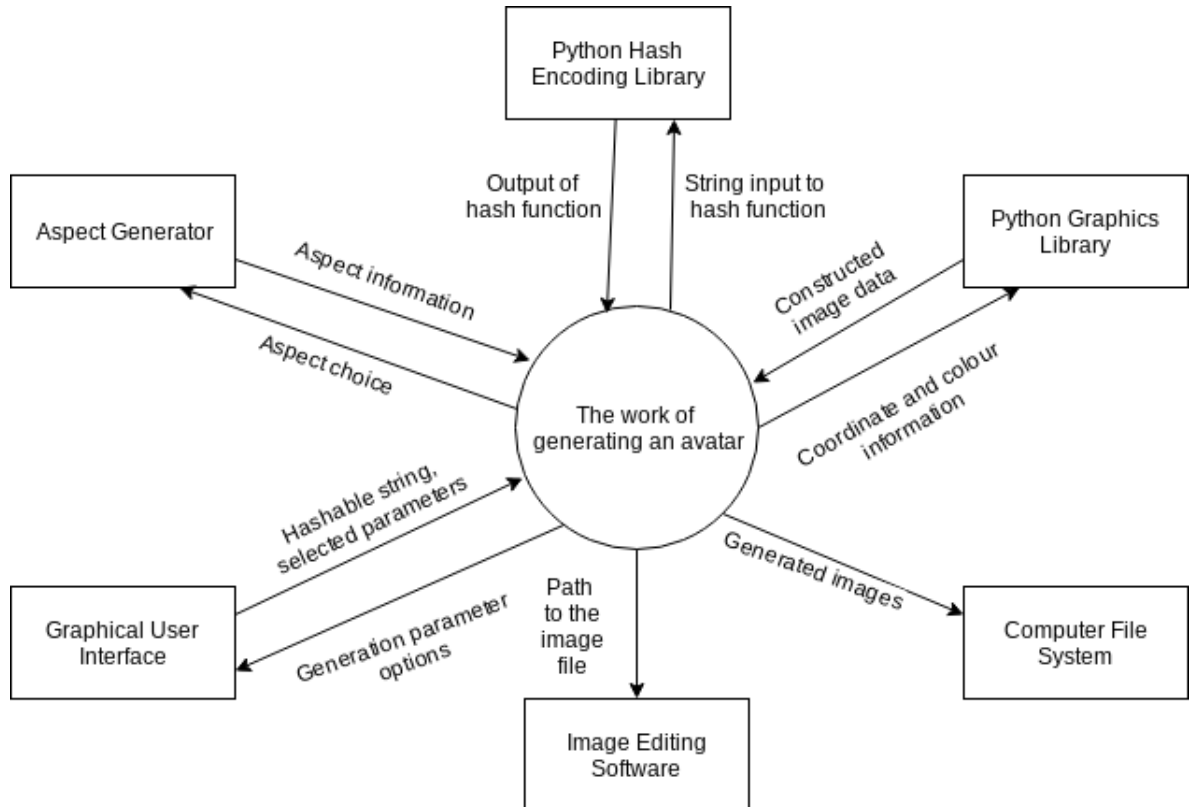 Python Hash
Encoding Library
Output of
hash function
String input to
hash function
Aspect Generator
Python Graphics
Library
Aspect information
Aspect choice
Constructed
image data
Coordinate and colour
information
The work of
generating an avatar
Hashable string,
selected parameters
Generation parameter
options
Path
to the
image
file
Generated images
Graphical User
Interface
Computer File
System
Image Editing
Software